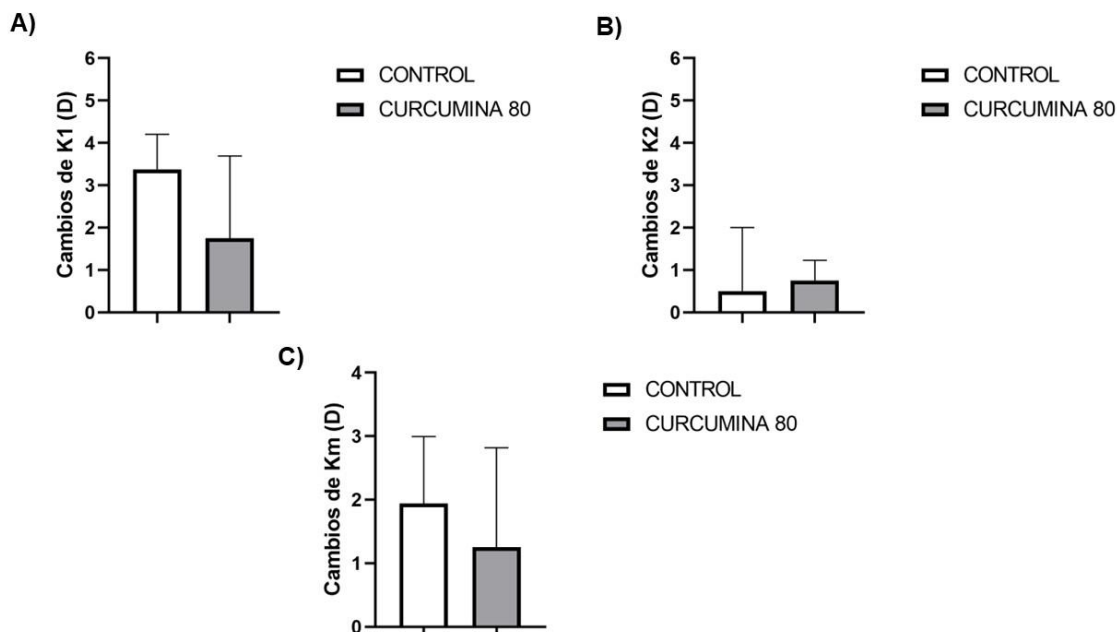 A)
Cambios de K1 (D)
6
5
4
3
2
1
0
CONTROL
CURCUMINA 80
B)
Cambios de K2 (D)
6
5
4
3
2
1
0
CONTROL
CURCUMINA 80
C)
Cambios de Km (D)
4
3
2
1
0
CONTROL
CURCUMINA 80